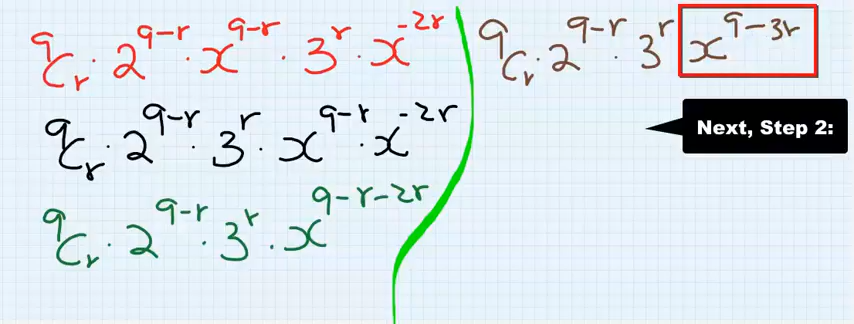 ⁹Cᵣ · 2⁹⁻ʳ · x⁹⁻ʳ · 3ʳ · x⁻²ʳ
⁹Cᵣ · 2⁹⁻ʳ · 3ʳ · x⁹⁻ʳ · x⁻²ʳ
⁹Cᵣ · 2⁹⁻ʳ · 3ʳ · x⁹⁻ʳ⁻²ʳ
⁹Cᵣ · 2⁹⁻ʳ · 3ʳ x⁹⁻³ʳ
Next, Step 2: